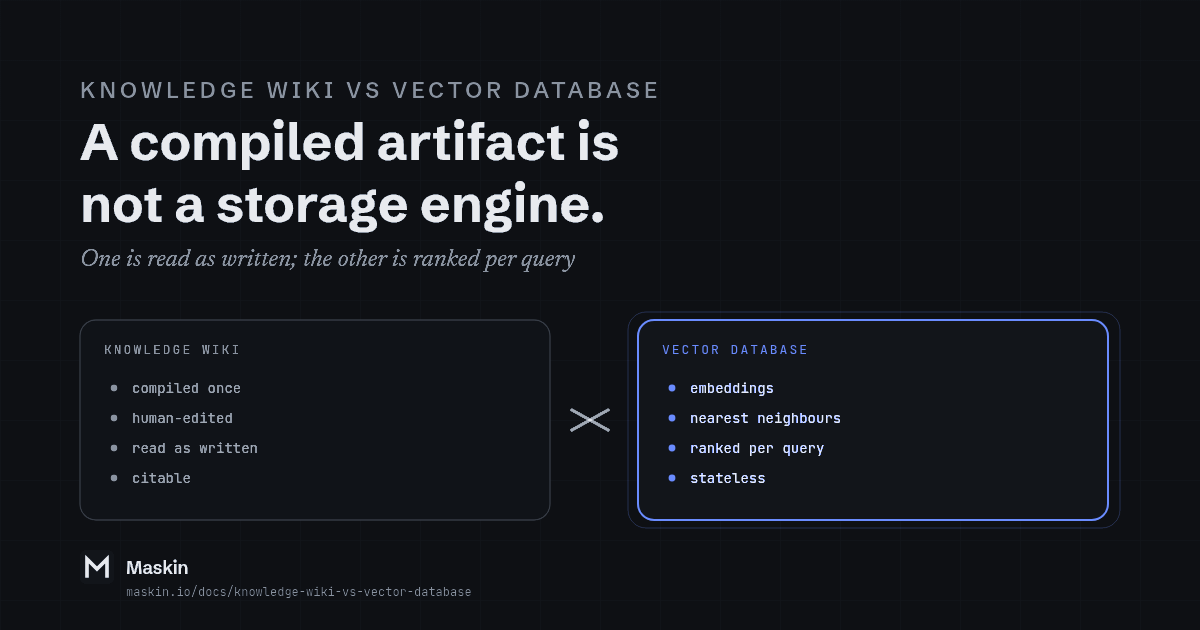 KNOWLEDGE WIKI VS VECTOR DATABASE
A compiled artifact is
not a storage engine.
One is read as written; the other is ranked per query
KNOWLEDGE WIKI
compiled once
human-edited
read as written
citable
VECTOR DATABASE
embeddings
nearest neighbours
ranked per query
stateless
Maskin
maskin.io/docs/knowledge-wiki-vs-vector-database